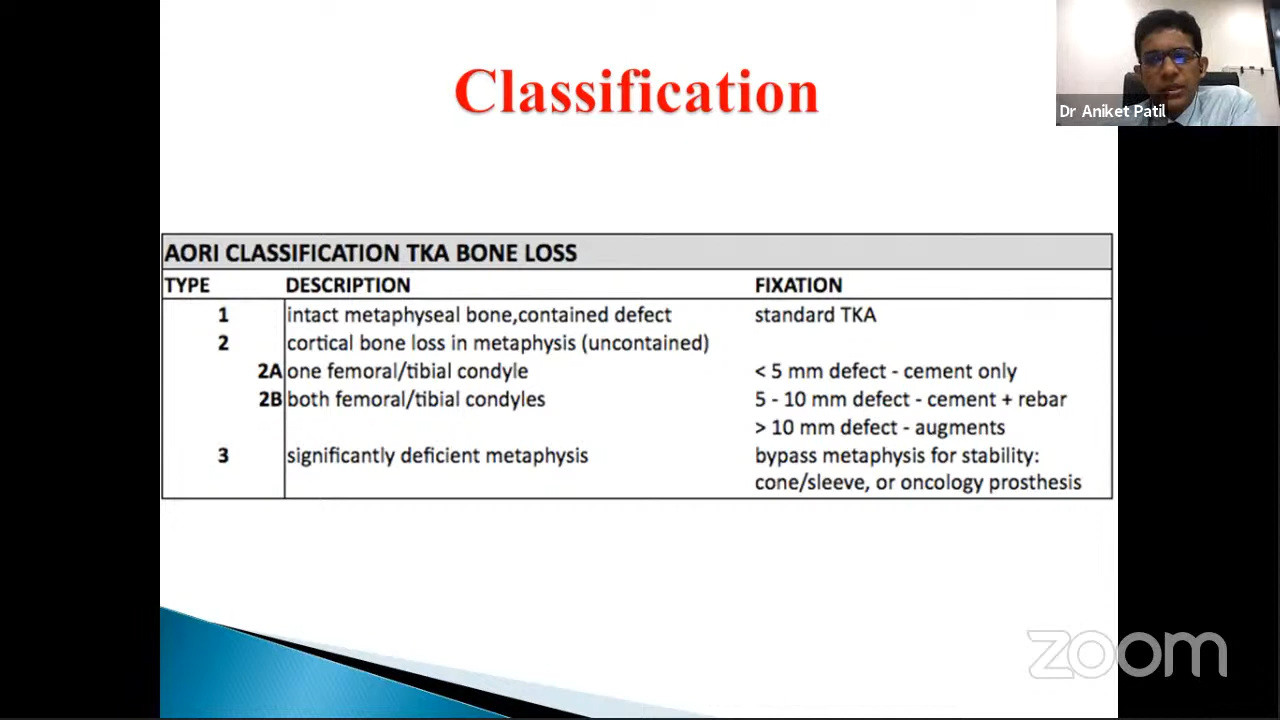 Classification
Dr Aniket Patil
AORI CLASSIFICATION TKA BONE LOSS
TYPE DESCRIPTION FIXATION
1 intact metaphyseal bone,contained defect standard TKA
2 cortical bone loss in metaphysis (uncontained)
2A one femoral/tibial condyle < 5 mm defect - cement only
2B both femoral/tibial condyles 5 - 10 mm defect - cement + rebar
> 10 mm defect - augments
3 significantly deficient metaphysis bypass metaphysis for stability:
cone/sleeve, or oncology prosthesis
zoom